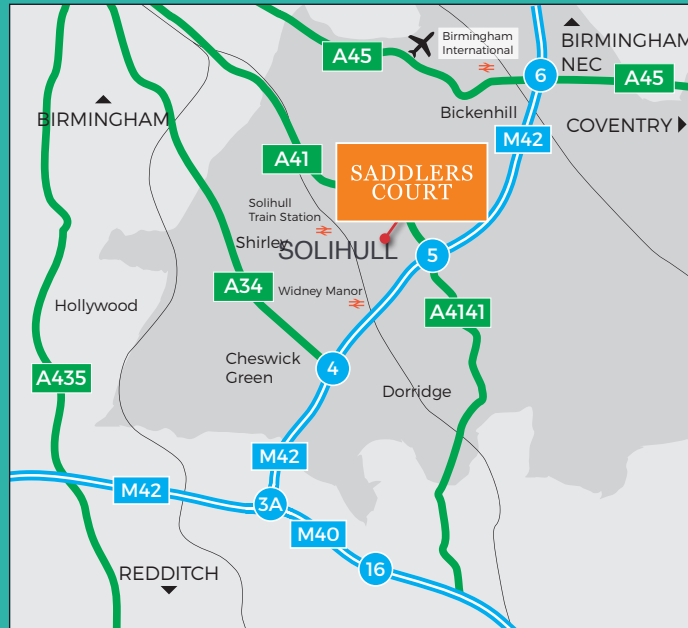 Birmingham
International
BIRMINGHAM
NEC
A45
6
A45
Bickenhill
BIRMINGHAM
COVENTRY
M42
A41
SADDLERS
COURT
Solihull
Train Station
Shirley
SOLIHULL
5
A34
Widney Manor
Hollywood
A4141
Cheswick
Green
4
A435
Dorridge
M42
M42
3A
M40
16
REDDITCH